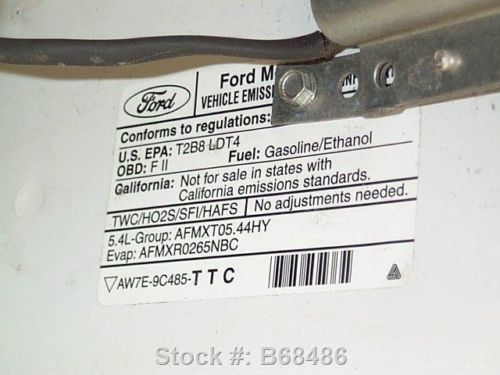 Ford
Ford M
VEHICLE EMISSI
Conforms to regulations:
U.S. EPA: T2B8 LDT4
OBD: F II
Fuel: Gasoline/Ethanol
California: Not for sale in states with
California emissions standards.
TWC/HO2S/SFI/HAFS
No adjustments needed.
5.4L-Group: AFMXT05.44HY
Evap: AFMXR0265NBC
AW7E-9C485-T T C
Stock #: B68486